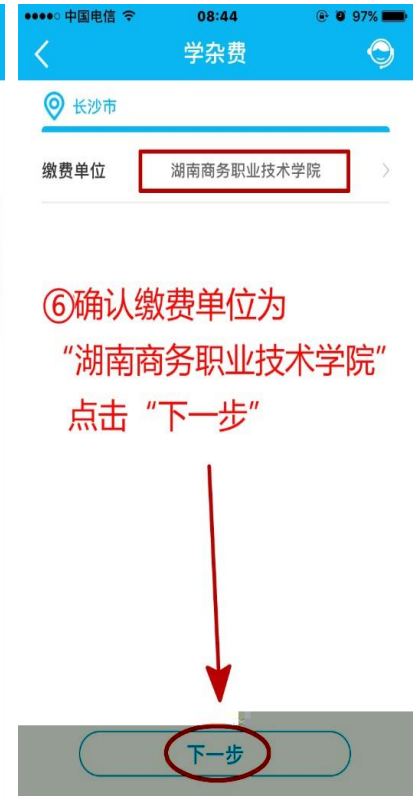 中国电信 08:44 97%
学杂费
长沙市
缴费单位 湖南商务职业技术学院
⑥确认缴费单位为
“湖南商务职业技术学院”
点击“下一步”
下一步